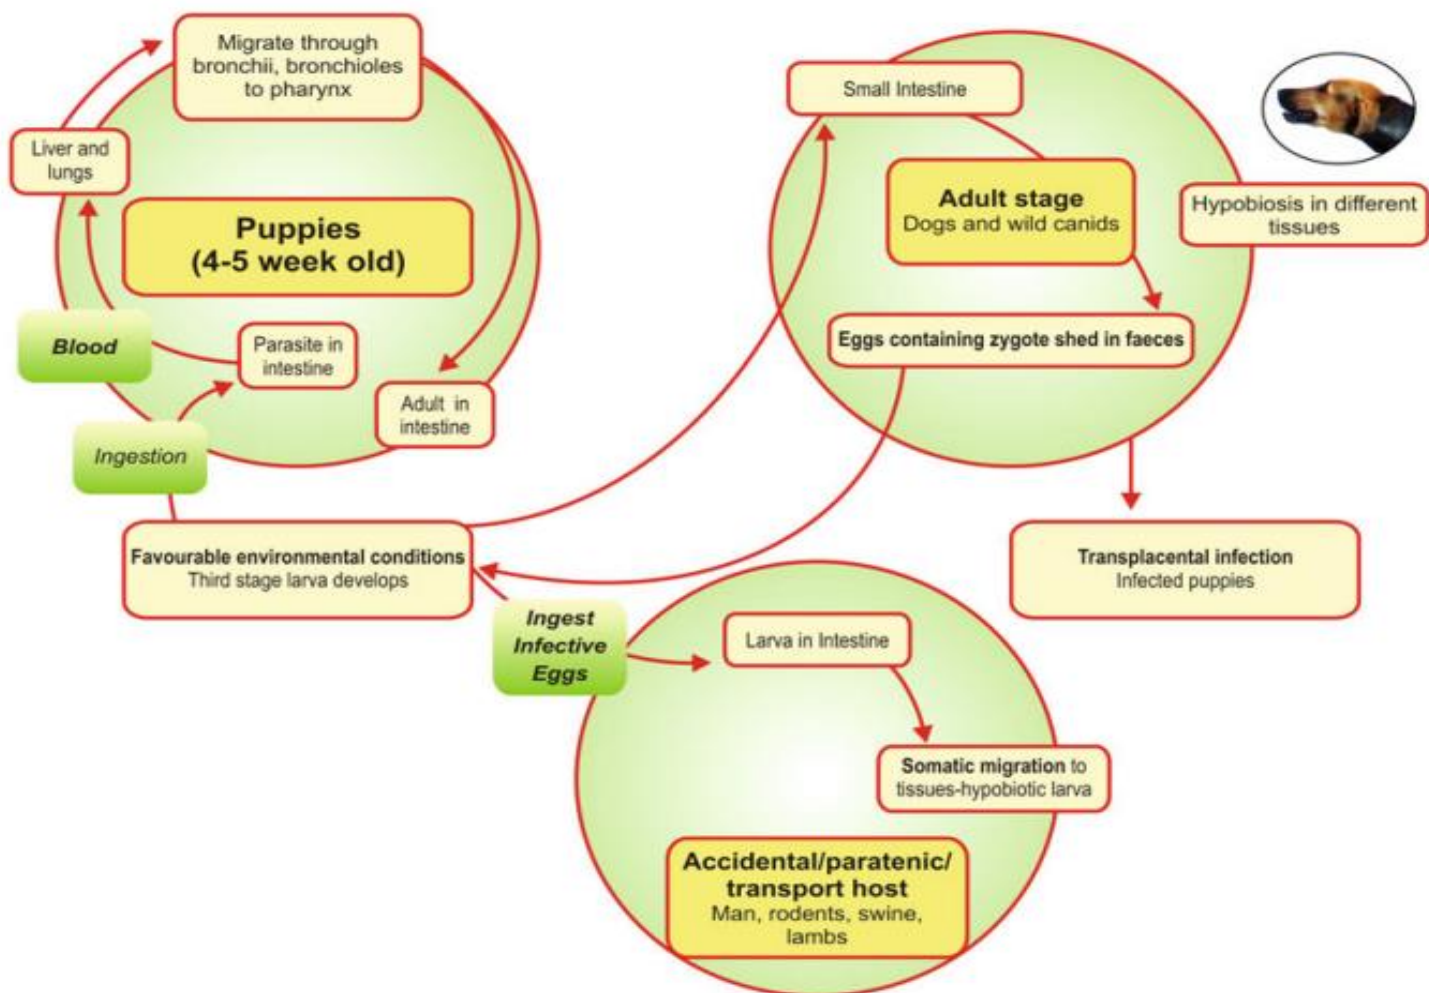 Migrate through
bronchii, bronchioles
to pharynx
Liver and
lungs
Puppies
(4-5 week old)
Blood
Parasite in
intestine
Adult in
intestine
Ingestion
Favourable environmental conditions
Third stage larva develops
Small Intestine
Adult stage
Dogs and wild canids
Hypobiosis in different
tissues
Eggs containing zygote shed in faeces
Transplacental infection
Infected puppies
Ingest
Infective
Eggs
Larva in Intestine
Somatic migration to
tissues-hypobiotic larva
Accidental/paratenic/
transport host
Man, rodents, swine,
lambs